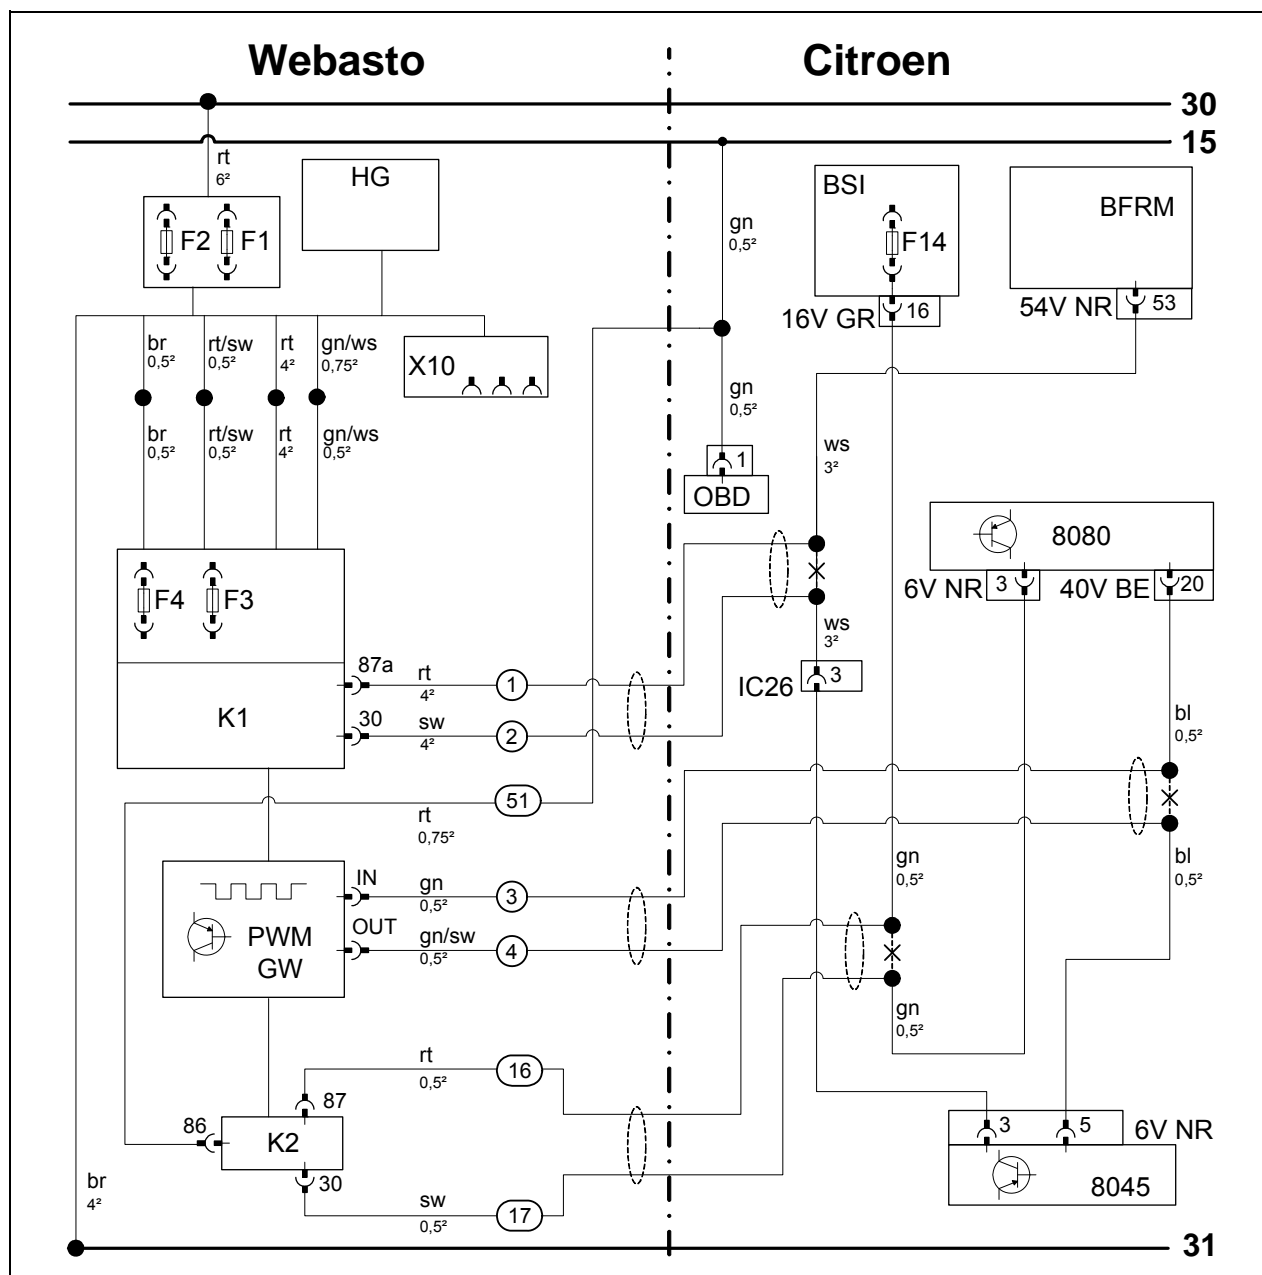 Webasto
Citroen
30
15
rt
6²
HG
F2
F1
gn
0,5²
BSI
F14
BFRM
16V GR
16
54V NR
53
br
0,5²
rt/sw
0,5²
rt
4²
gn/ws
0,75²
X10
gn
0,5²
br
0,5²
rt/sw
0,5²
rt
4²
gn/ws
0,5²
1
OBD
ws
3²
8080
6V NR
3
40V BE
20
F4
F3
ws
3²
IC26
3
87a
rt
4²
1
K1
30
sw
4²
2
bl
0,5²
51
rt
0,75²
gn
0,5²
bl
0,5²
IN
gn
0,5²
3
OUT
gn/sw
0,5²
4
PWM
GW
gn
0,5²
rt
0,5²
16
87
86
K2
30
3
5
6V NR
8045
br
4²
sw
0,5²
17
31